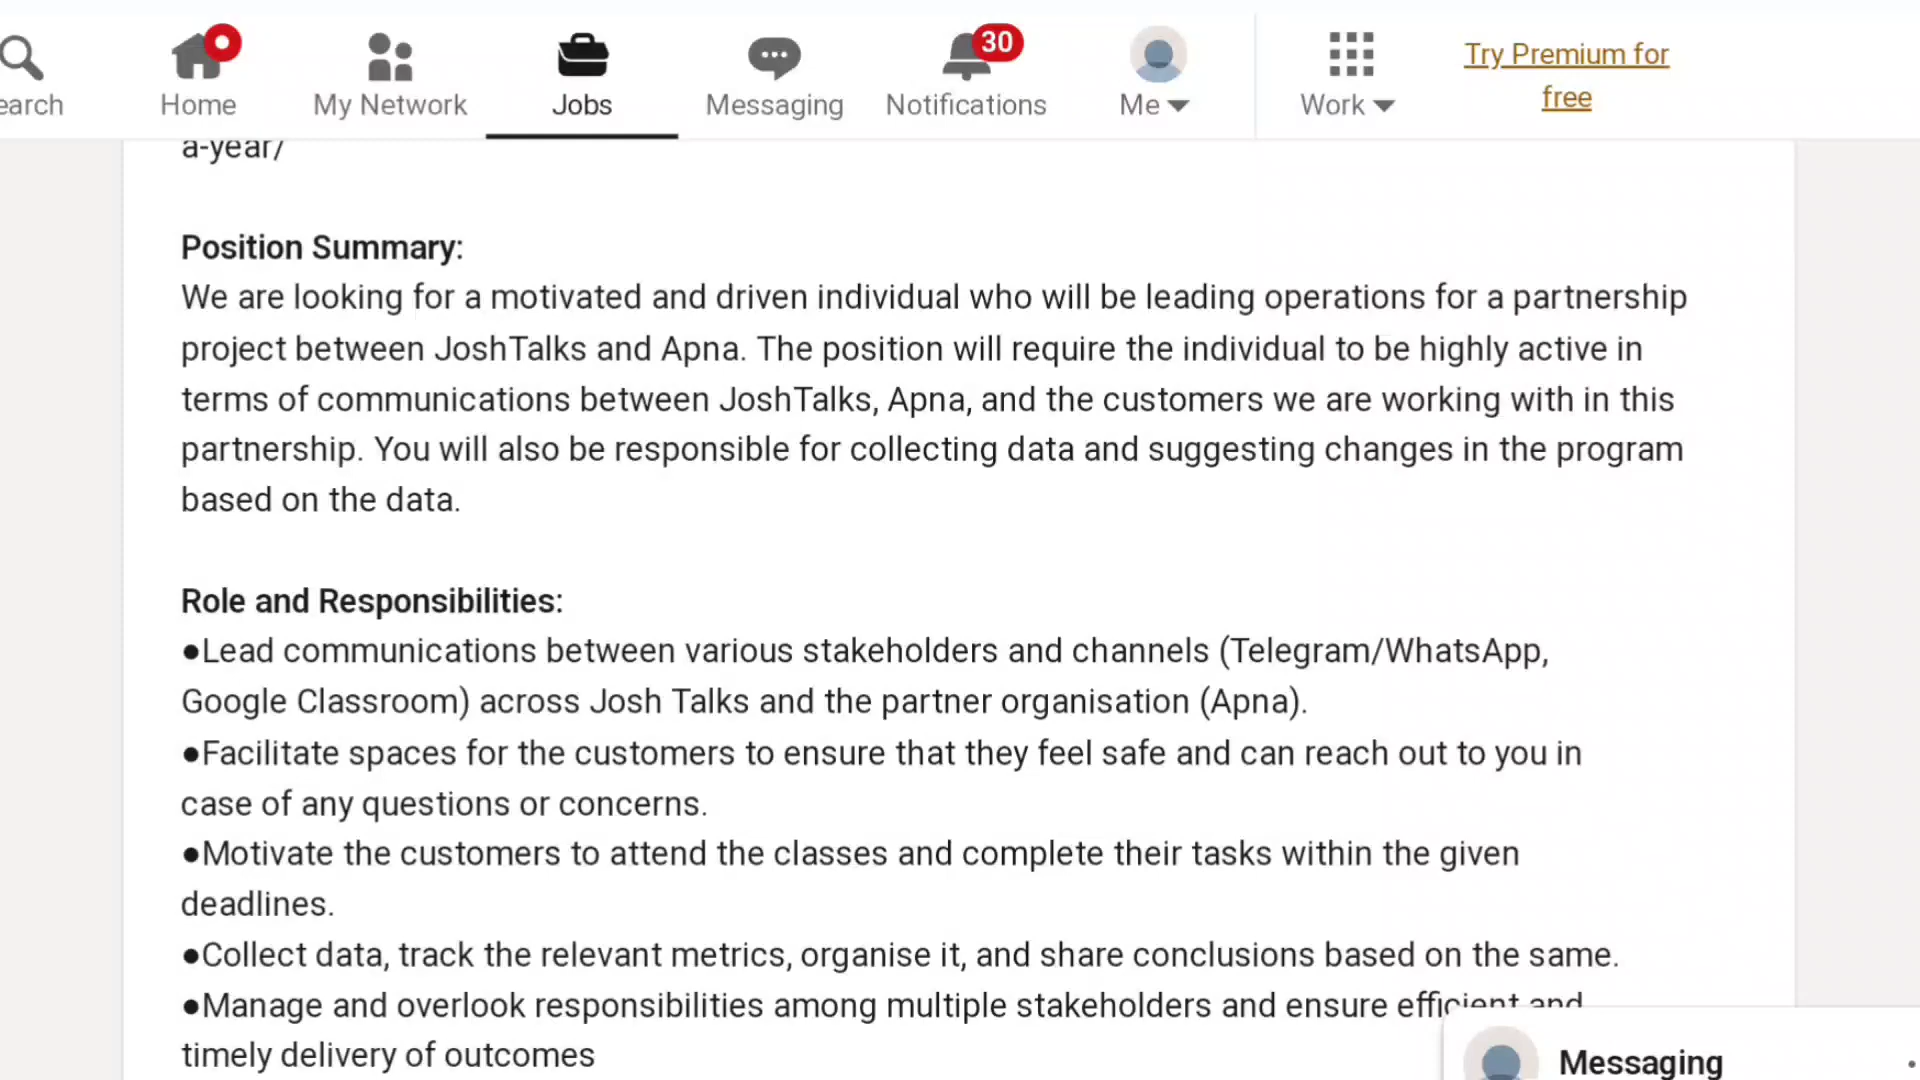 earch
Home
My Network
Jobs
Messaging
30
Notifications
Me
Work
Try Premium for
free
a-year/
Position Summary:
We are looking for a motivated and driven individual who will be leading operations for a partnership
project between JoshTalks and Apna. The position will require the individual to be highly active in
terms of communications between JoshTalks, Apna, and the customers we are working with in this
partnership. You will also be responsible for collecting data and suggesting changes in the program
based on the data.
Role and Responsibilities:
●Lead communications between various stakeholders and channels (Telegram/WhatsApp,
Google Classroom) across Josh Talks and the partner organisation (Apna).
●Facilitate spaces for the customers to ensure that they feel safe and can reach out to you in
case of any questions or concerns.
●Motivate the customers to attend the classes and complete their tasks within the given
deadlines.
●Collect data, track the relevant metrics, organise it, and share conclusions based on the same.
●Manage and overlook responsibilities among multiple stakeholders and ensure efficient and
timely delivery of outcomes
Messaging